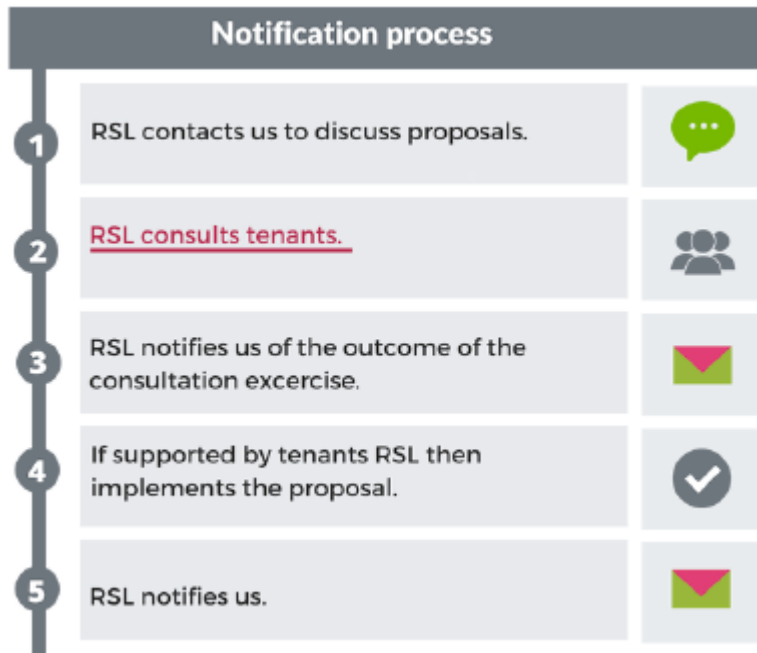 Notification process
1
RSL contacts us to discuss proposals.
2
RSL consults tenants.
3
RSL notifies us of the outcome of the
consultation excercise.
4
If supported by tenants RSL then
implements the proposal.
5
RSL notifies us.